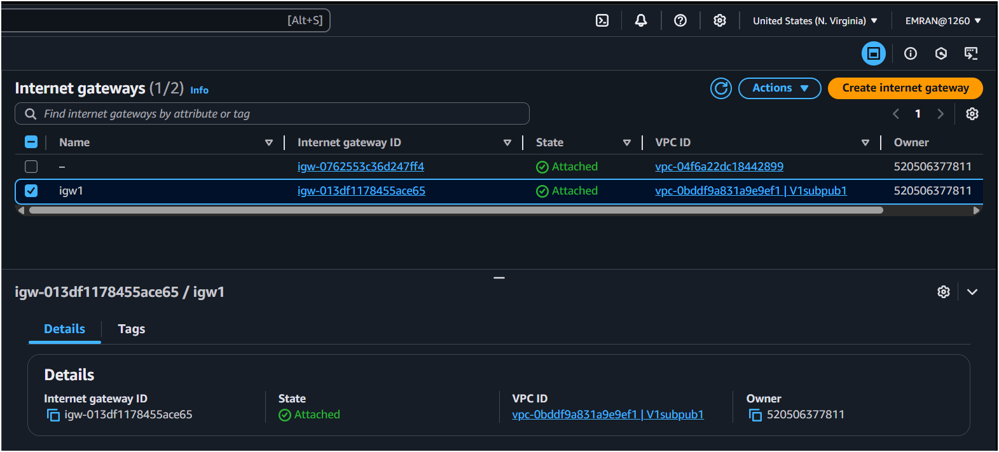 [Alt+S] United States (N. Virginia) EMRAN@1260
Internet gateways (1/2) Info Actions Create internet gateway
Find internet gateways by attribute or tag 1
Name Internet gateway ID State VPC ID Owner
– igw-0762553c36d247ff4 Attached vpc-04f6a22dc18442899 520506377811
igw1 igw-013df1178455ace65 Attached vpc-0bddf9a831a9e9ef1 | V1subpub1 520506377811
igw-013df1178455ace65 / igw1
Details Tags
Details
Internet gateway ID State VPC ID Owner
igw-013df1178455ace65 Attached vpc-0bddf9a831a9e9ef1 | V1subpub1 520506377811